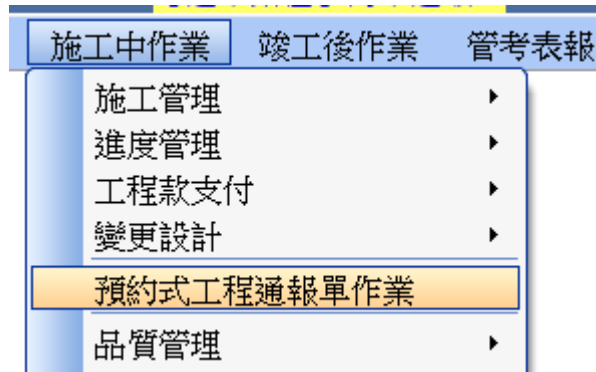 施工中作業 竣工後作業 管考表報
施工管理
進度管理
工程款支付
變更設計
預約式工程通報單作業
品質管理